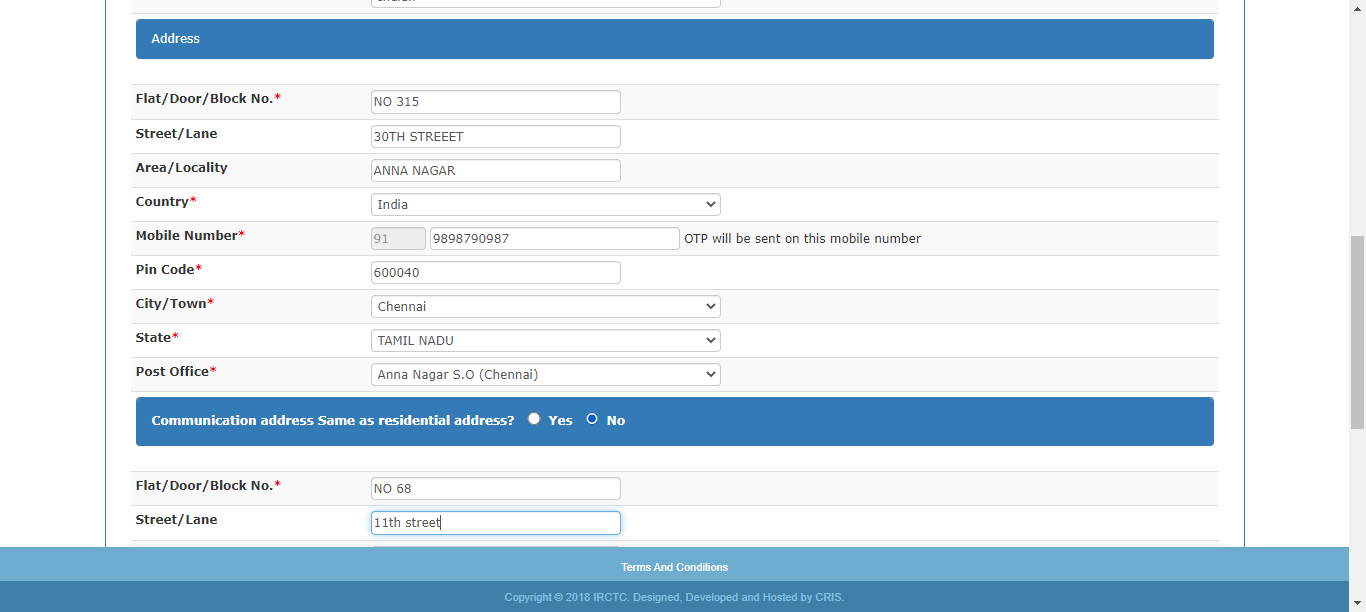 Address
Flat/Door/Block No.* NO 315
Street/Lane 30TH STREEET
Area/Locality ANNA NAGAR
Country* India
Mobile Number* 91 9898790987 OTP will be sent on this mobile number
Pin Code* 600040
City/Town* Chennai
State* TAMIL NADU
Post Office* Anna Nagar S.O (Chennai)
Communication address Same as residential address? Yes No
Flat/Door/Block No.* NO 68
Street/Lane 11th street
Terms And Conditions
Copyright © 2018 IRCTC. Designed, Developed and Hosted by CRIS.